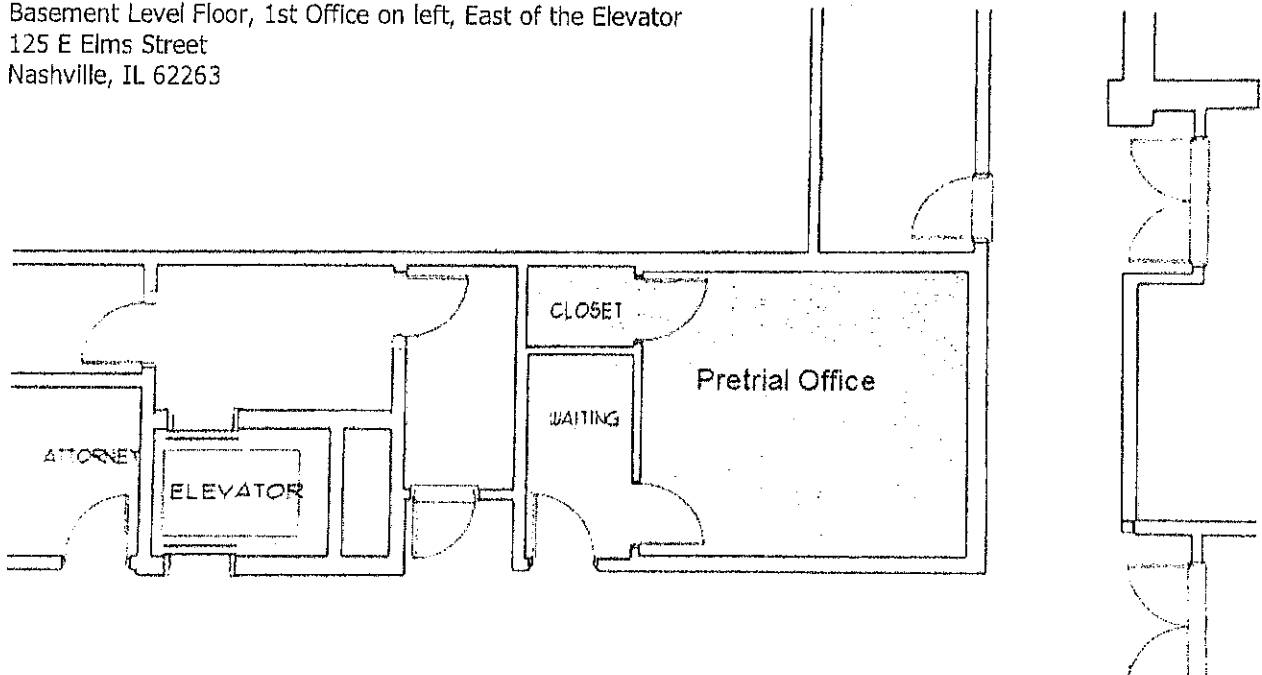 Basement Level Floor, 1st Office on left, East of the Elevator
125 E Elms Street
Nashville, IL 62263
CLOSET
Pretrial Office
WAITING
ATTORNEY
ELEVATOR